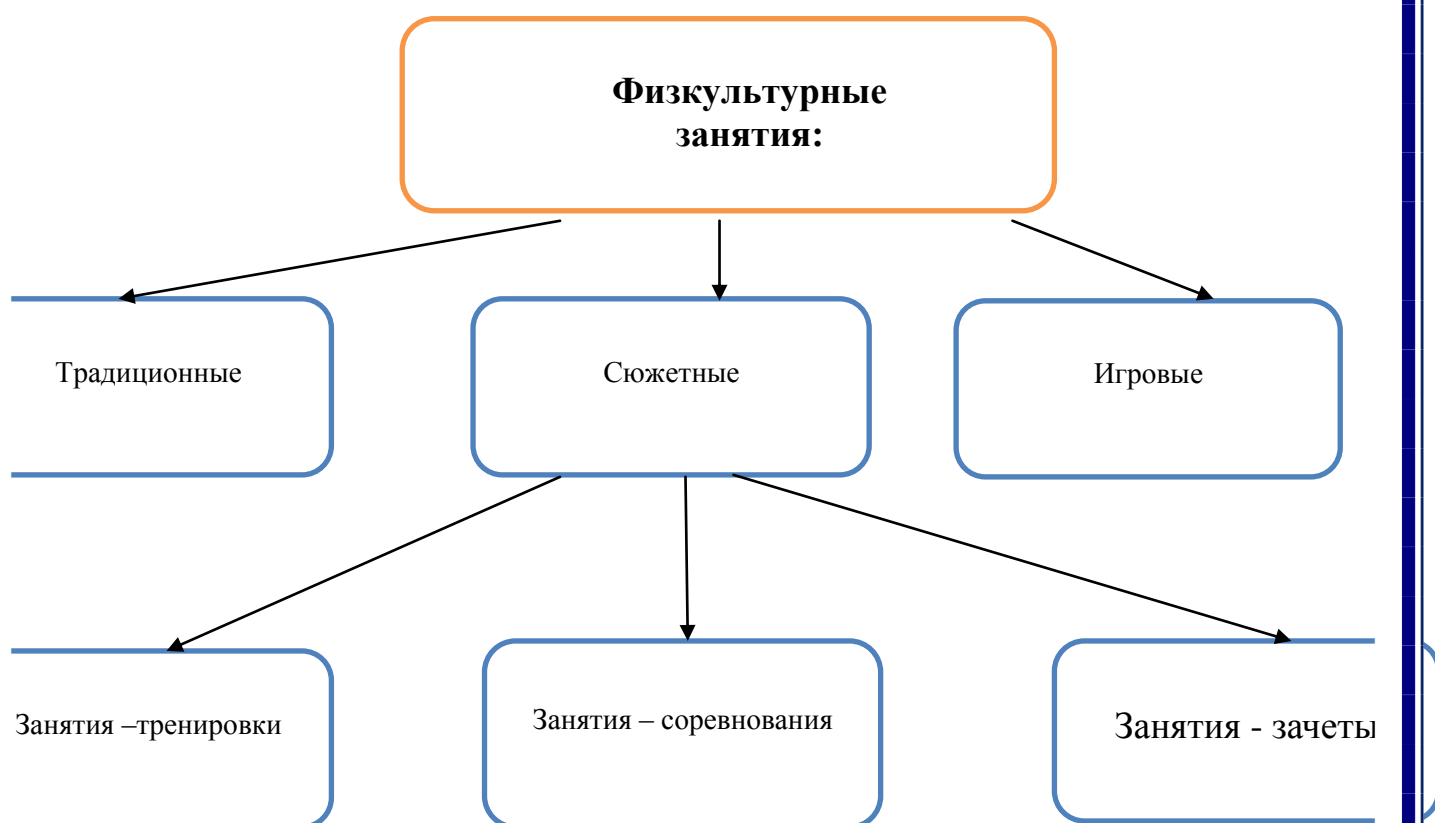 Физкультурные
занятия:
Традиционные
Сюжетные
Игровые
Занятия –тренировки
Занятия – соревнования
Занятия - зачеты